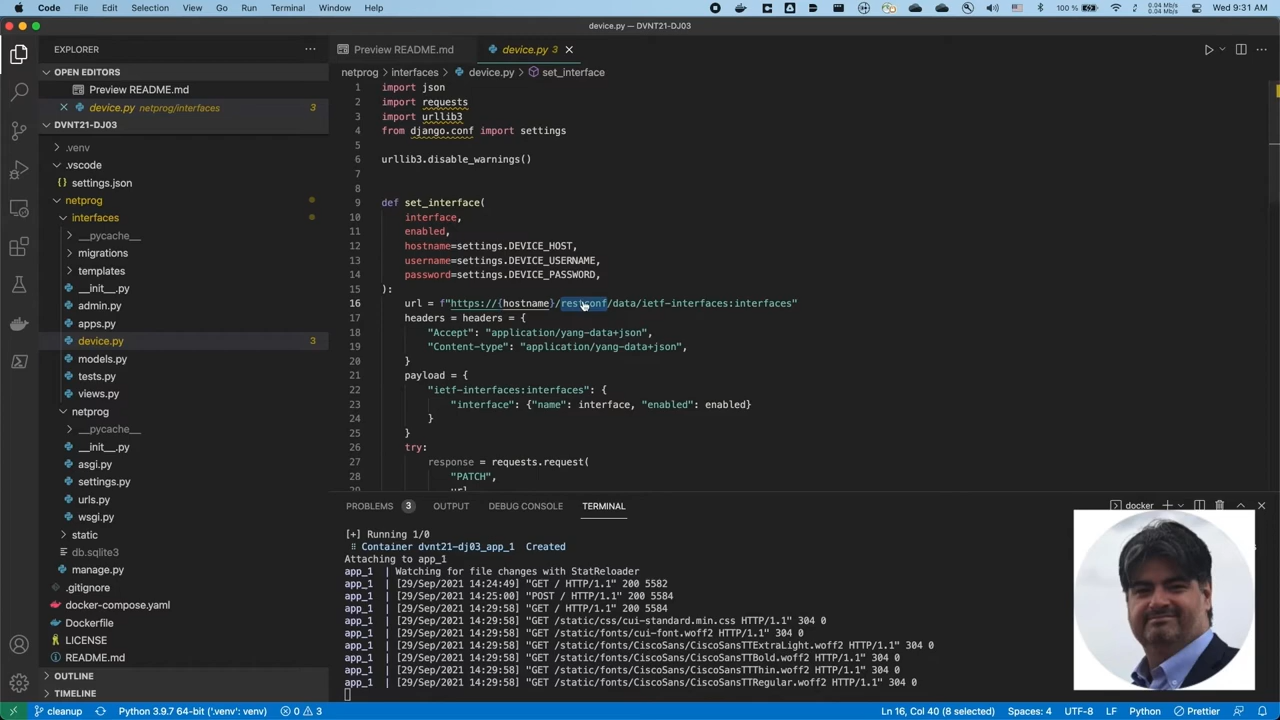 Code File Edit Selection View Go Run Terminal Window Help 100 % 0.04 Mb/s 0.04 Mb/s Wed 9:31 AM
device.py — DVNT21-DJ03
EXPLORER
OPEN EDITORS
Preview README.md
device.py netprog/interfaces 3
DVNT21-DJ03
.venv
.vscode
settings.json
netprog
interfaces
__pycache__
migrations
templates
__init__.py
admin.py
apps.py
device.py 3
models.py
tests.py
views.py
netprog
__pycache__
__init__.py
asgi.py
settings.py
urls.py
wsgi.py
static
db.sqlite3
manage.py
.gitignore
docker-compose.yaml
Dockerfile
LICENSE
README.md
OUTLINE
TIMELINE
Preview README.md device.py 3
netprog > interfaces > device.py > set_interface
1 import json
2 import requests
3 import urllib3
4 from django.conf import settings
5
6 urllib3.disable_warnings()
7
8
9 def set_interface(
10 interface,
11 enabled,
12 hostname=settings.DEVICE_HOST,
13 username=settings.DEVICE_USERNAME,
14 password=settings.DEVICE_PASSWORD,
15 ):
16 url = f"https://{hostname}/restconf/data/ietf-interfaces:interfaces"
17 headers = headers = {
18 "Accept": "application/yang-data+json",
19 "Content-type": "application/yang-data+json",
20 }
21 payload = {
22 "ietf-interfaces:interfaces": {
23 "interface": {"name": interface, "enabled": enabled}
24 }
25 }
26 try:
27 response = requests.request(
28 "PATCH",
29 url
PROBLEMS 3 OUTPUT DEBUG CONSOLE TERMINAL docker
[+] Running 1/0
Container dvnt21-dj03_app_1 Created
Attaching to app_1
app_1 | Watching for file changes with StatReloader
app_1 | [29/Sep/2021 14:24:49] "GET / HTTP/1.1" 200 5582
app_1 | [29/Sep/2021 14:25:00] "POST / HTTP/1.1" 200 5584
app_1 | [29/Sep/2021 14:29:58] "GET / HTTP/1.1" 200 5584
app_1 | [29/Sep/2021 14:29:58] "GET /static/css/cui-standard.min.css HTTP/1.1" 304 0
app_1 | [29/Sep/2021 14:29:58] "GET /static/fonts/cui-font.woff2 HTTP/1.1" 304 0
app_1 | [29/Sep/2021 14:29:58] "GET /static/fonts/CiscoSans/CiscoSansTTExtraLight.woff2 HTTP/1.1" 304 0
app_1 | [29/Sep/2021 14:29:58] "GET /static/fonts/CiscoSans/CiscoSansTTBold.woff2 HTTP/1.1" 304 0
app_1 | [29/Sep/2021 14:29:58] "GET /static/fonts/CiscoSans/CiscoSansTTThin.woff2 HTTP/1.1" 304 0
app_1 | [29/Sep/2021 14:29:58] "GET /static/fonts/CiscoSans/CiscoSansTTRegular.woff2 HTTP/1.1" 304 0
cleanup Python 3.9.7 64-bit ('.venv': venv) 0 3 Ln 16, Col 40 (8 selected) Spaces: 4 UTF-8 LF Python Prettier